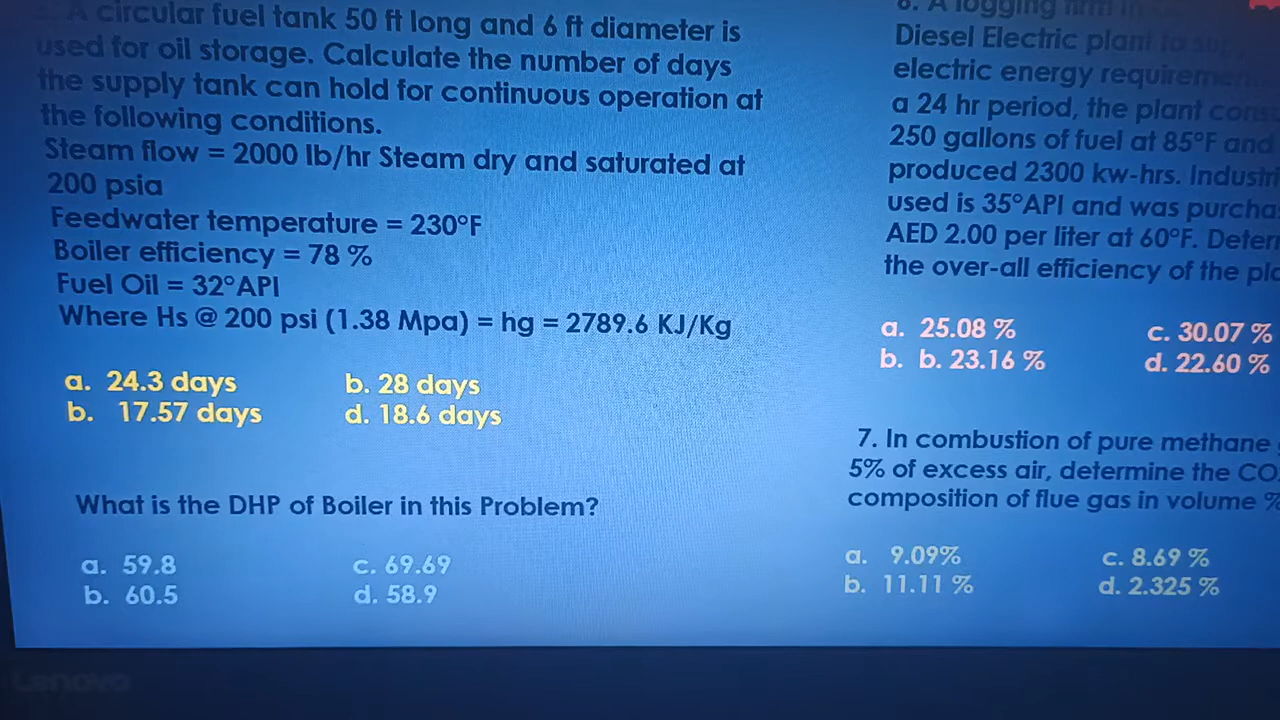 A circular fuel tank 50 ft long and 6 ft diameter is
used for oil storage. Calculate the number of days
the supply tank can hold for continuous operation at
the following conditions.
Steam flow = 2000 lb/hr Steam dry and saturated at
200 psia
Feedwater temperature = 230°F
Boiler efficiency = 78 %
Fuel Oil = 32°API
Where Hs @ 200 psi (1.38 Mpa) = hg = 2789.6 KJ/Kg
a. 24.3 days b. 28 days
b. 17.57 days d. 18.6 days
What is the DHP of Boiler in this Problem?
a. 59.8 c. 69.69
b. 60.5 d. 58.9
A logging firm in
Diesel Electric plant to
electric energy
a 24 hr period, the plant
250 gallons of fuel at 85°F and
produced 2300 kw-hrs.
used is 35°API and was
AED 2.00 per liter at 60°F.
the over-all efficiency of the
a. 25.08 % c. 30.07 %
b. b. 23.16 % d. 22.60 %
7. In combustion of pure methane
5% of excess air, determine the
composition of flue gas in volume %
a. 9.09% c. 8.69 %
b. 11.11 % d. 2.325 %
Lenovo